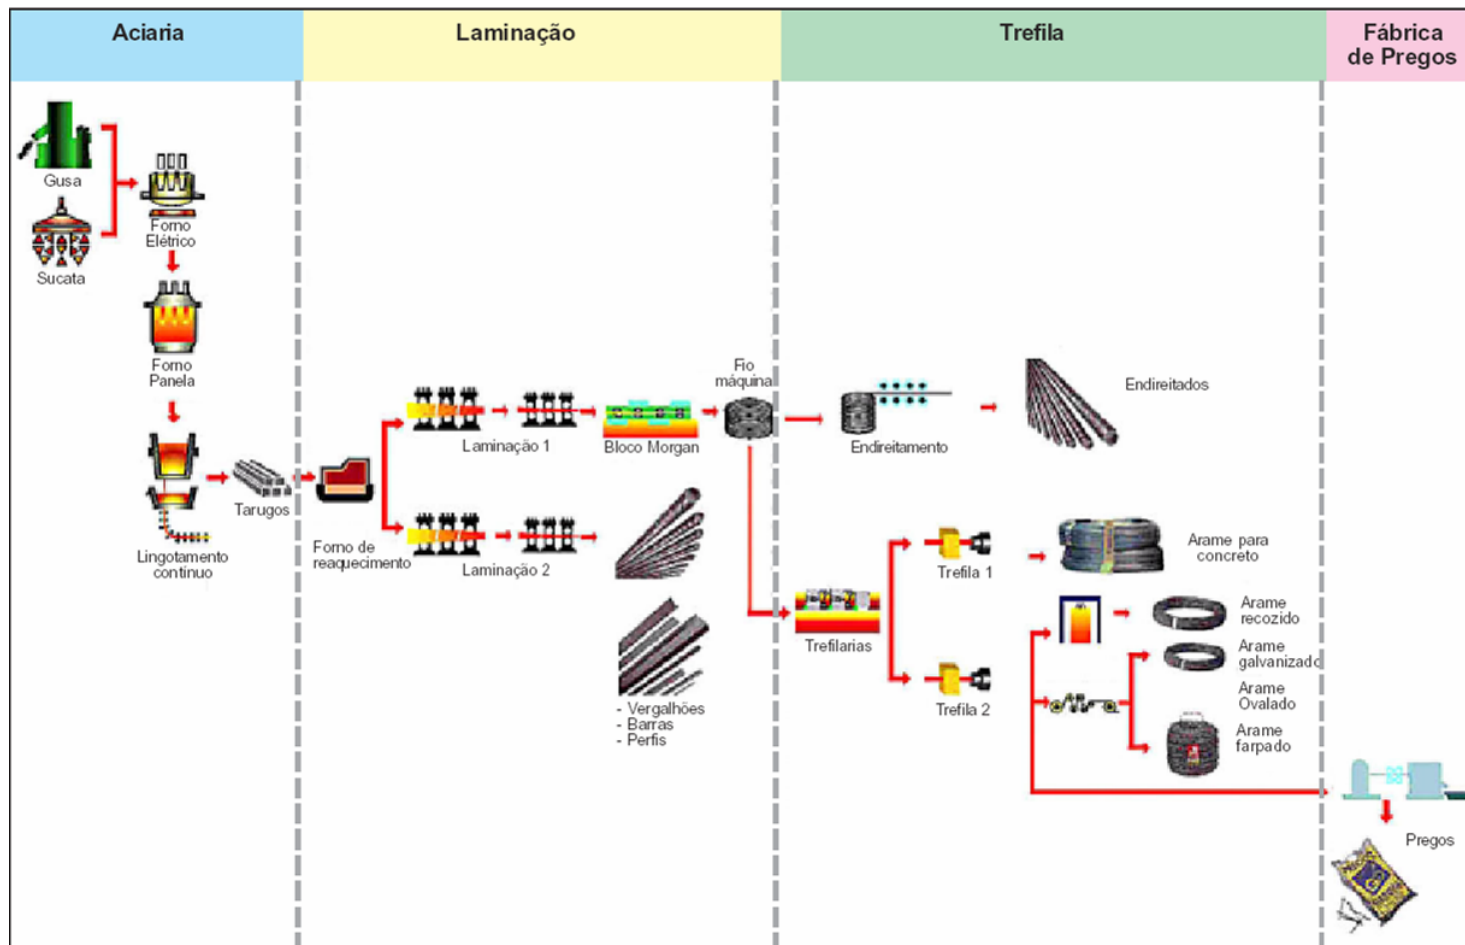 Aciaria
Laminação
Trefila
Fábrica
de Pregos
Gusa
Sucata
Forno
Elétrico
Forno
Panela
Lingotamento
contínuo
Tarugos
Forno de
reaquecimento
Laminação 1
Bloco Morgan
Fio
máquina
Laminação 2
- Vergalhões
- Barras
- Perfis
Endireitamento
Endireitados
Trefilarias
Trefila 1
Arame para
concreto
Trefila 2
Arame
recozido
Arame
galvanizado
Arame
Ovalado
Arame
farpado
Pregos